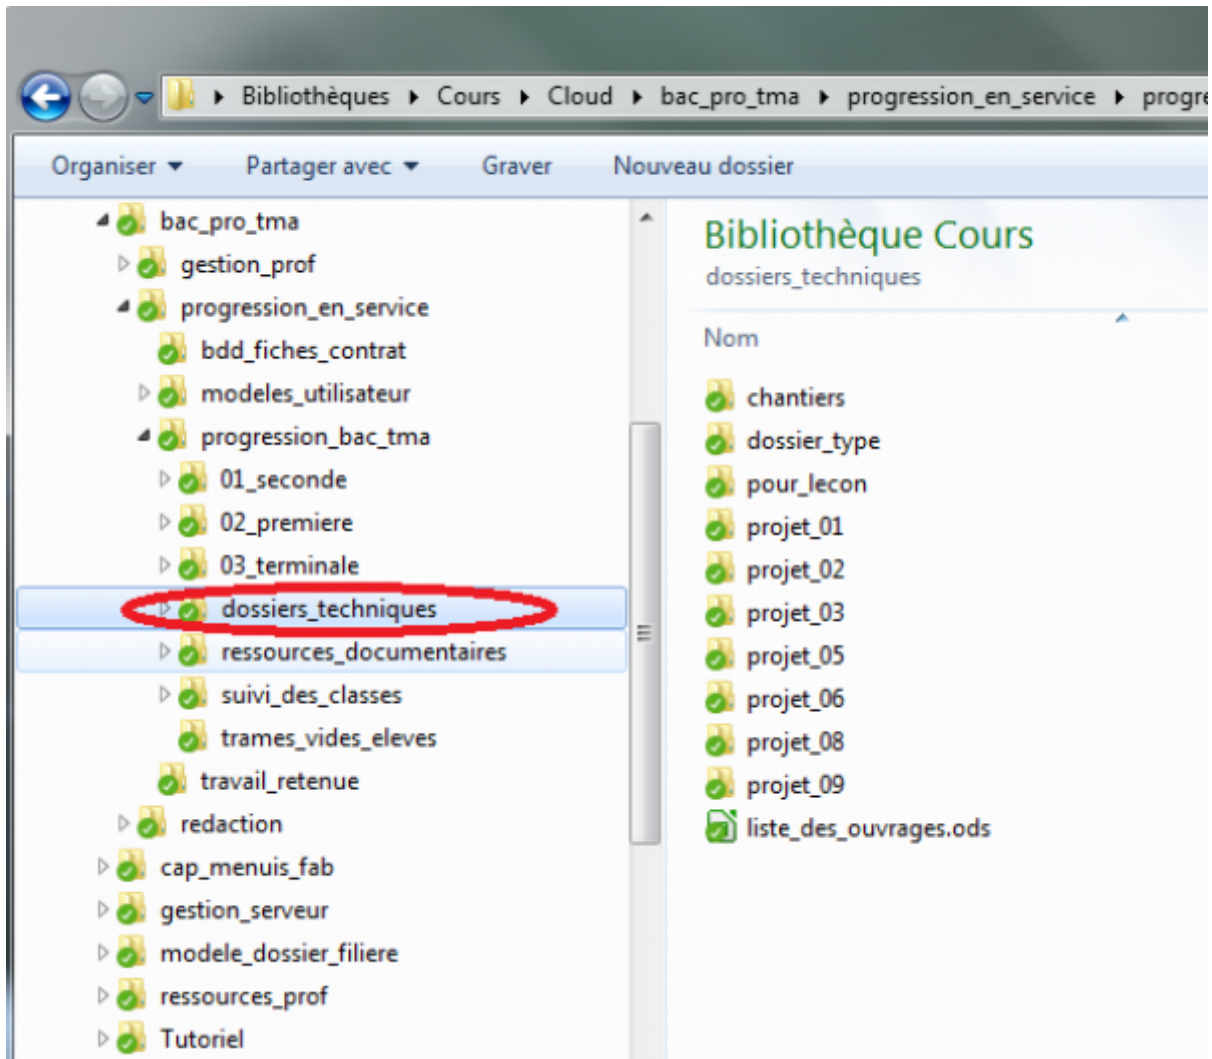 Bibliothèques Cours Cloud bac_pro_tma progression_en_service progre
Organiser Partager avec Graver Nouveau dossier
bac_pro_tma
gestion_prof
progression_en_service
bdd_fiches_contrat
modeles_utilisateur
progression_bac_tma
01_seconde
02_premiere
03_terminale
dossiers_techniques
ressources_documentaires
suivi_des_classes
trames_vides_eleves
travail_retenue
redaction
cap_menuis_fab
gestion_serveur
modele_dossier_filiere
ressources_prof
Tutoriel
Bibliothèque Cours
dossiers_techniques
Nom
chantiers
dossier_type
pour_lecon
projet_01
projet_02
projet_03
projet_05
projet_06
projet_08
projet_09
liste_des_ouvrages.ods